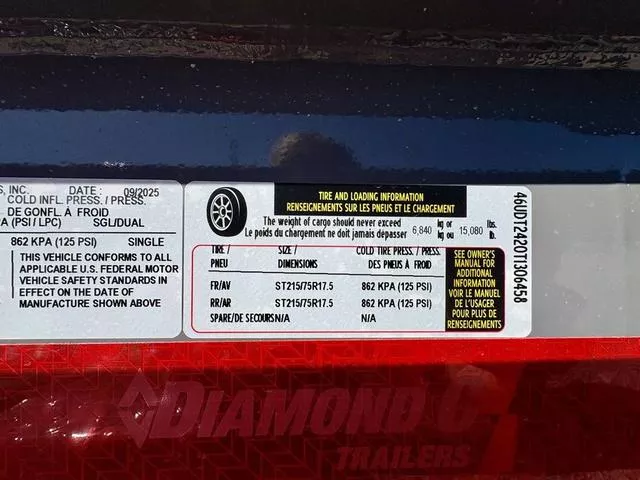 S, INC. DATE: 09/2025
COLD INFL. PRESS. / PRESS.
DE GONFL. À FROID
PA (PSI / LPC) SGL/DUAL
862 KPA (125 PSI) SINGLE
THIS VEHICLE CONFORMS TO ALL
APPLICABLE U.S. FEDERAL MOTOR
VEHICLE SAFETY STANDARDS IN
EFFECT ON THE DATE OF
MANUFACTURE SHOWN ABOVE
TIRE AND LOADING INFORMATION
RENSEIGNEMENTS SUR LES PNEUS ET LE CHARGEMENT
The weight of cargo should never exceed kg or lbs.
Le poids du chargement ne doit jamais dépasser 6,840 kg ou 15,080 lb.
TIRE / SIZE / COLD TIRE PRESS. / PRESS.
PNEU DIMENSIONS DES PNEUS À FROID
FR/AV ST215/75R17.5 862 KPA (125 PSI)
RR/AR ST215/75R17.5 862 KPA (125 PSI)
SPARE/DE SECOURS N/A N/A
SEE OWNER'S
MANUAL FOR
ADDITIONAL
INFORMATION
VOIR LE MANUEL
DE L'USAGER
POUR PLUS DE
RENSEIGNEMENTS
46UDT2420T1306458
DIAMOND C
TRAILERS